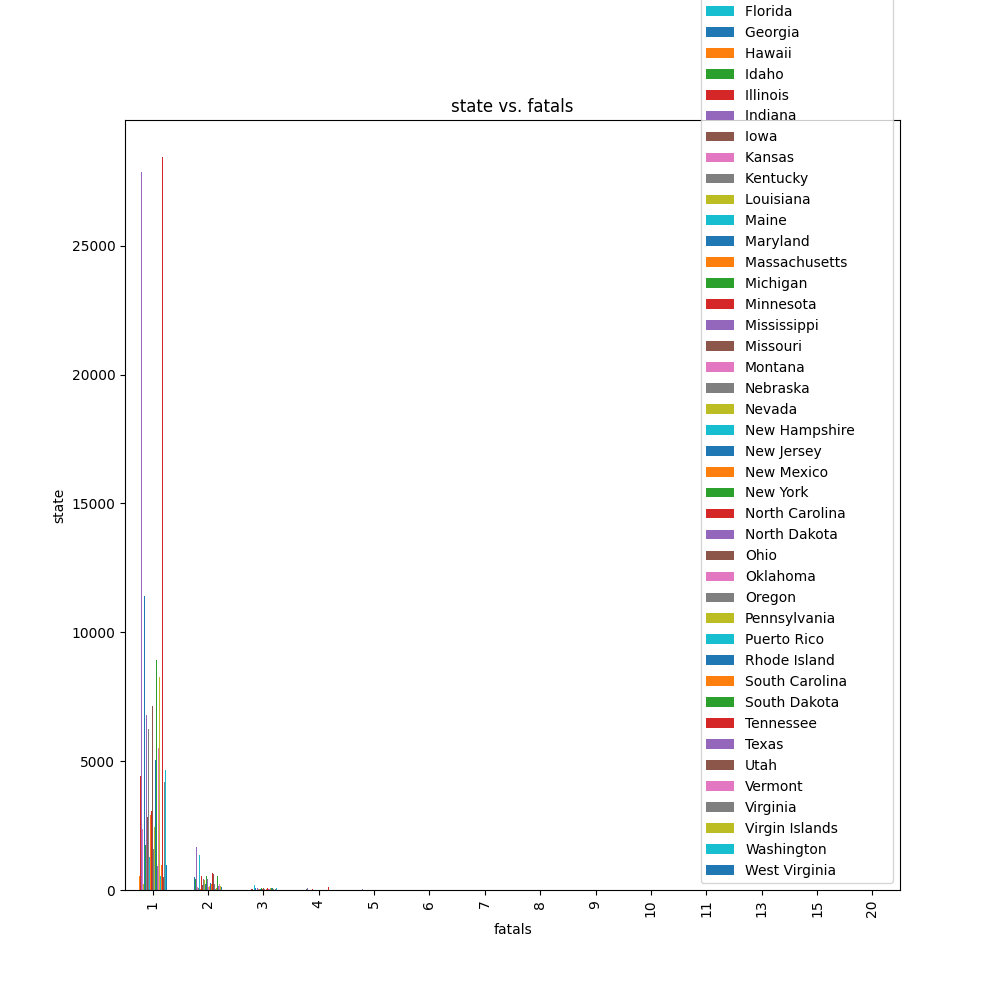 Florida
Georgia
Hawaii
Idaho
Illinois
state vs. fatals
Indiana
Iowa
Kansas
Kentucky
Louisiana
Maine
Maryland
Massachusetts
Michigan
Minnesota
Mississippi
Missouri
Montana
Nebraska
Nevada
New Hampshire
New Jersey
New Mexico
New York
North Carolina
North Dakota
Ohio
Oklahoma
Oregon
Pennsylvania
Puerto Rico
Rhode Island
South Carolina
South Dakota
Tennessee
Texas
Utah
Vermont
Virginia
Virgin Islands
Washington
West Virginia
25000
20000
15000
10000
5000
0
state
1 2 3 4 5 6 7 8 9 10 11 13 15 20
fatals